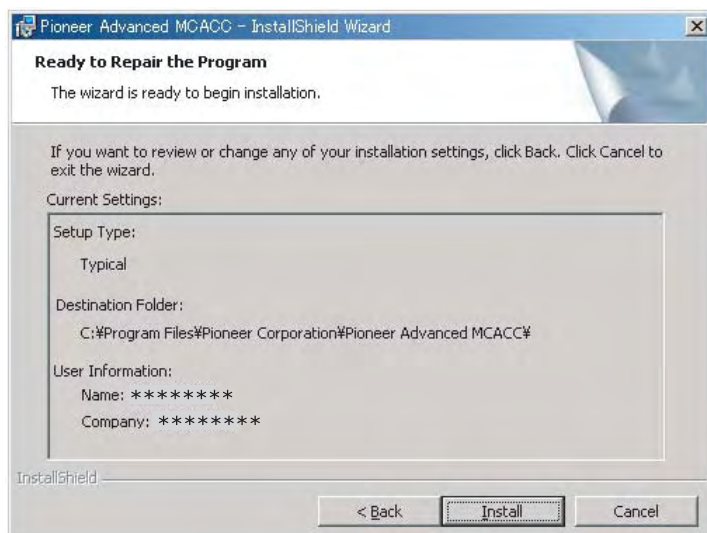 Pioneer Advanced MCACC - InstallShield Wizard
Ready to Repair the Program
The wizard is ready to begin installation.
If you want to review or change any of your installation settings, click Back. Click Cancel to
exit the wizard.
Current Settings:
Setup Type:
Typical
Destination Folder:
C:¥Program Files¥Pioneer Corporation¥Pioneer Advanced MCACC¥
User Information:
Name: ********
Company: ********
InstallShield
< Back
Install
Cancel